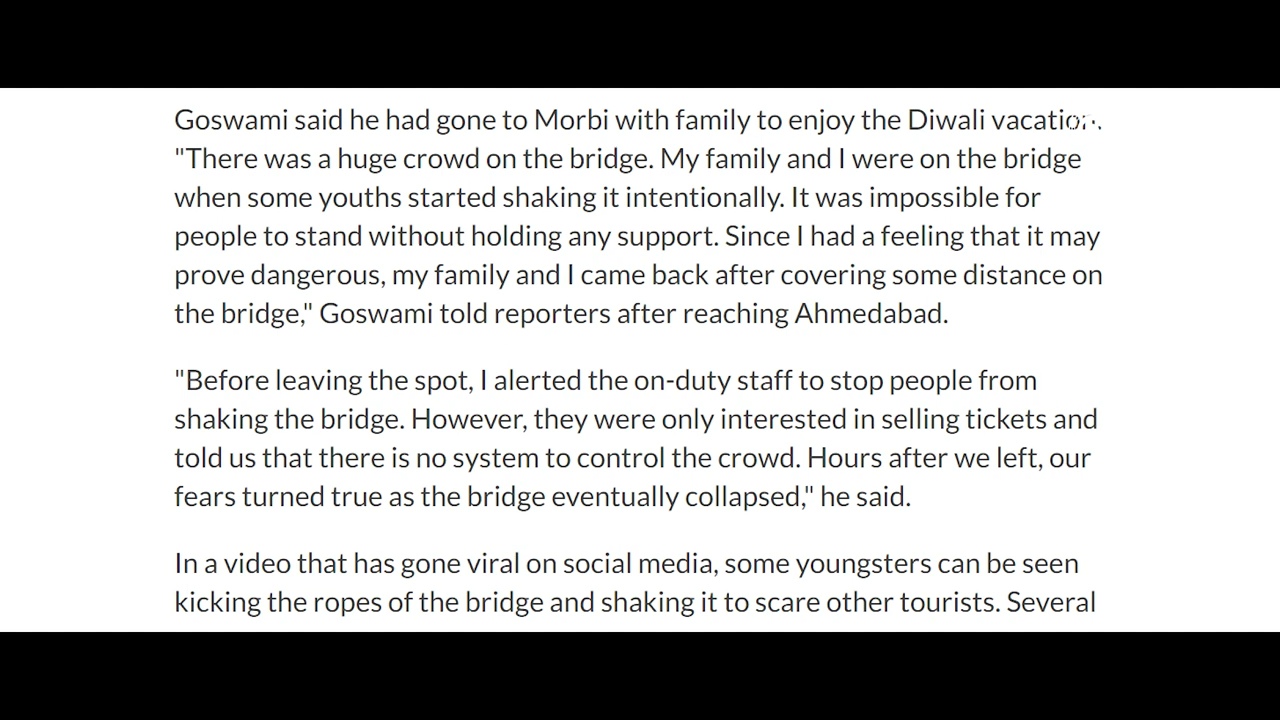 Goswami said he had gone to Morbi with family to enjoy the Diwali vacation.
"There was a huge crowd on the bridge. My family and I were on the bridge
when some youths started shaking it intentionally. It was impossible for
people to stand without holding any support. Since I had a feeling that it may
prove dangerous, my family and I came back after covering some distance on
the bridge," Goswami told reporters after reaching Ahmedabad.
"Before leaving the spot, I alerted the on-duty staff to stop people from
shaking the bridge. However, they were only interested in selling tickets and
told us that there is no system to control the crowd. Hours after we left, our
fears turned true as the bridge eventually collapsed," he said.
In a video that has gone viral on social media, some youngsters can be seen
kicking the ropes of the bridge and shaking it to scare other tourists. Several